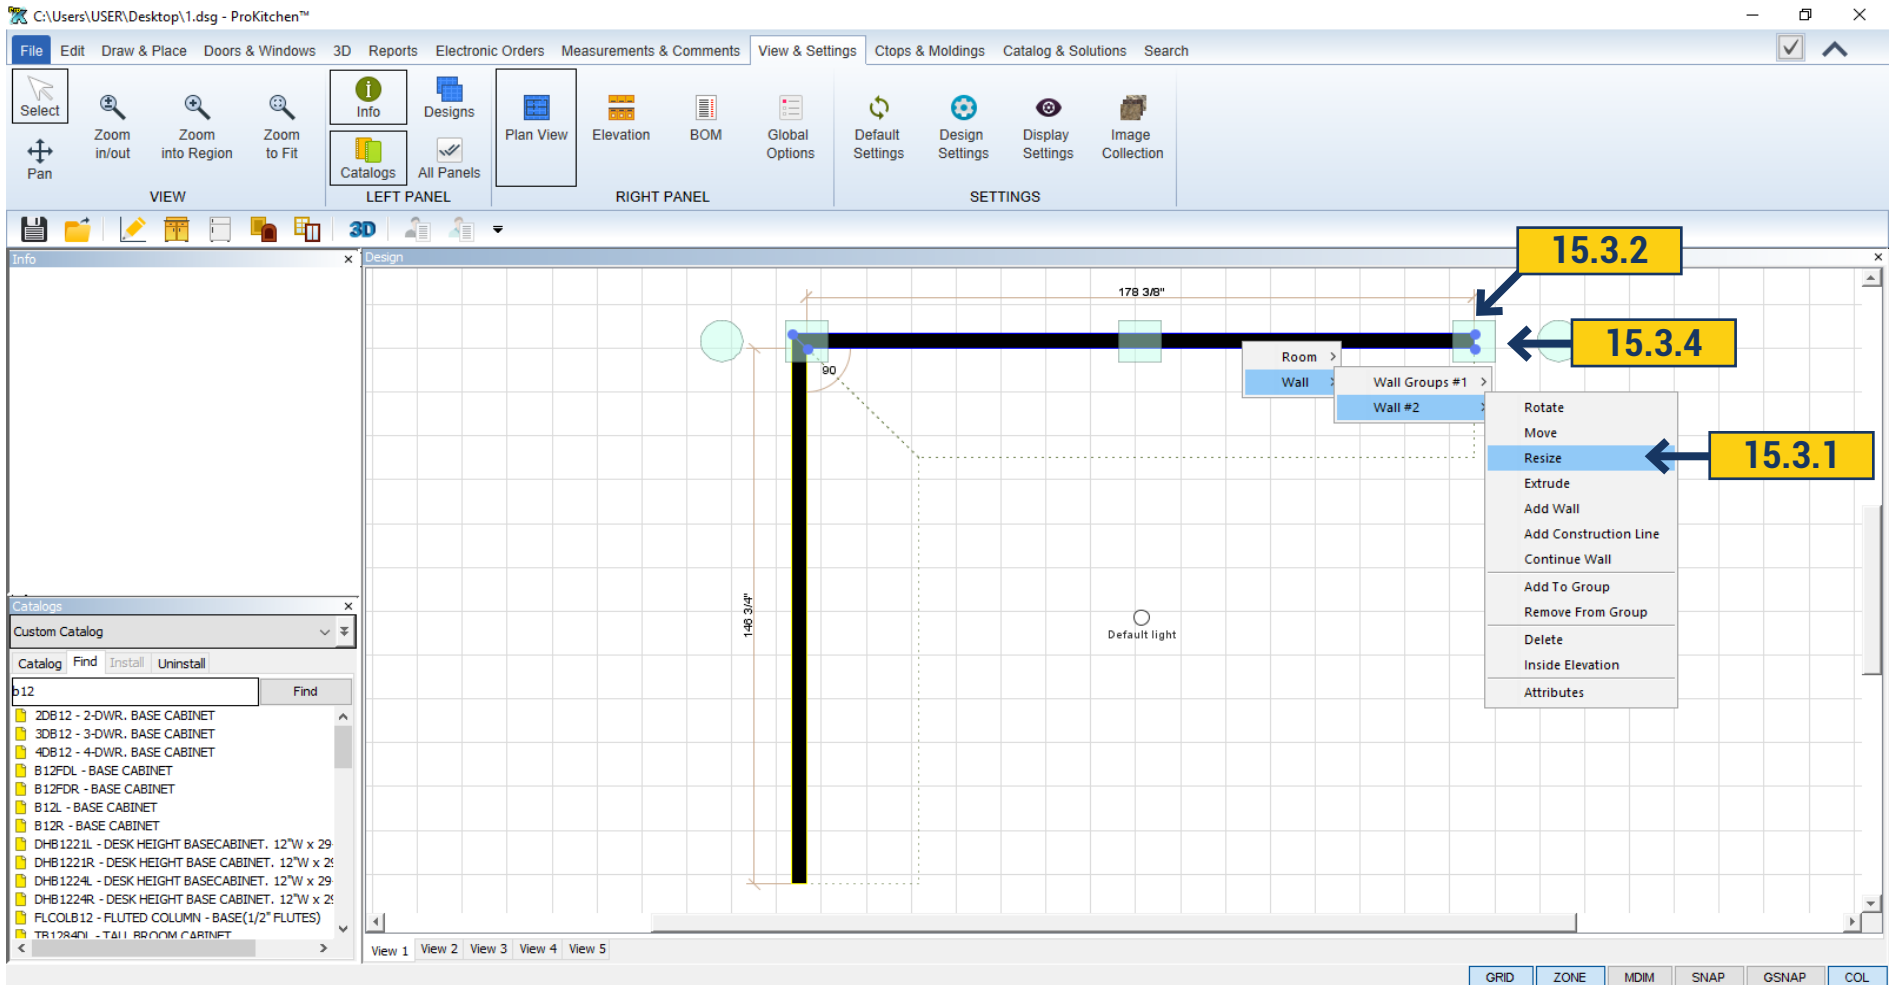 C:\Users\USER\Desktop\1.dsg - ProKitchen™
File Edit Draw & Place Doors & Windows 3D Reports Electronic Orders Measurements & Comments View & Settings Ctops & Moldings Catalog & Solutions Search
Select
Pan
Zoom
in/out
Zoom
into Region
Zoom
to Fit
VIEW
Info
Designs
Catalogs
All Panels
LEFT PANEL
Plan View
Elevation
BOM
Global
Options
RIGHT PANEL
Default
Settings
Design
Settings
Display
Settings
Image
Collection
SETTINGS
3D
Info
Design
15.3.2
178 3/8"
15.3.4
90
Room
Wall
Wall Groups #1
Wall #2
Rotate
Move
Resize
15.3.1
Extrude
Add Wall
Add Construction Line
Continue Wall
Add To Group
Remove From Group
Delete
Inside Elevation
Attributes
146 3/4"
Default light
Catalogs
Custom Catalog
Catalog Find Install Uninstall
b12
Find
2DB12 - 2-DWR. BASE CABINET
3DB12 - 3-DWR. BASE CABINET
4DB12 - 4-DWR. BASE CABINET
B12FDL - BASE CABINET
B12FDR - BASE CABINET
B12L - BASE CABINET
B12R - BASE CABINET
DHB1221L - DESK HEIGHT BASECABINET. 12"W x 29
DHB1221R - DESK HEIGHT BASE CABINET. 12"W x 29
DHB1224L - DESK HEIGHT BASECABINET. 12"W x 29
DHB1224R - DESK HEIGHT BASE CABINET. 12"W x 29
FLCOLB12 - FLUTED COLUMN - BASE(1/2" FLUTES)
TB1284DL - TALL BROOM CABINET
View 1 View 2 View 3 View 4 View 5
GRID ZONE MDIM SNAP GSNAP COL